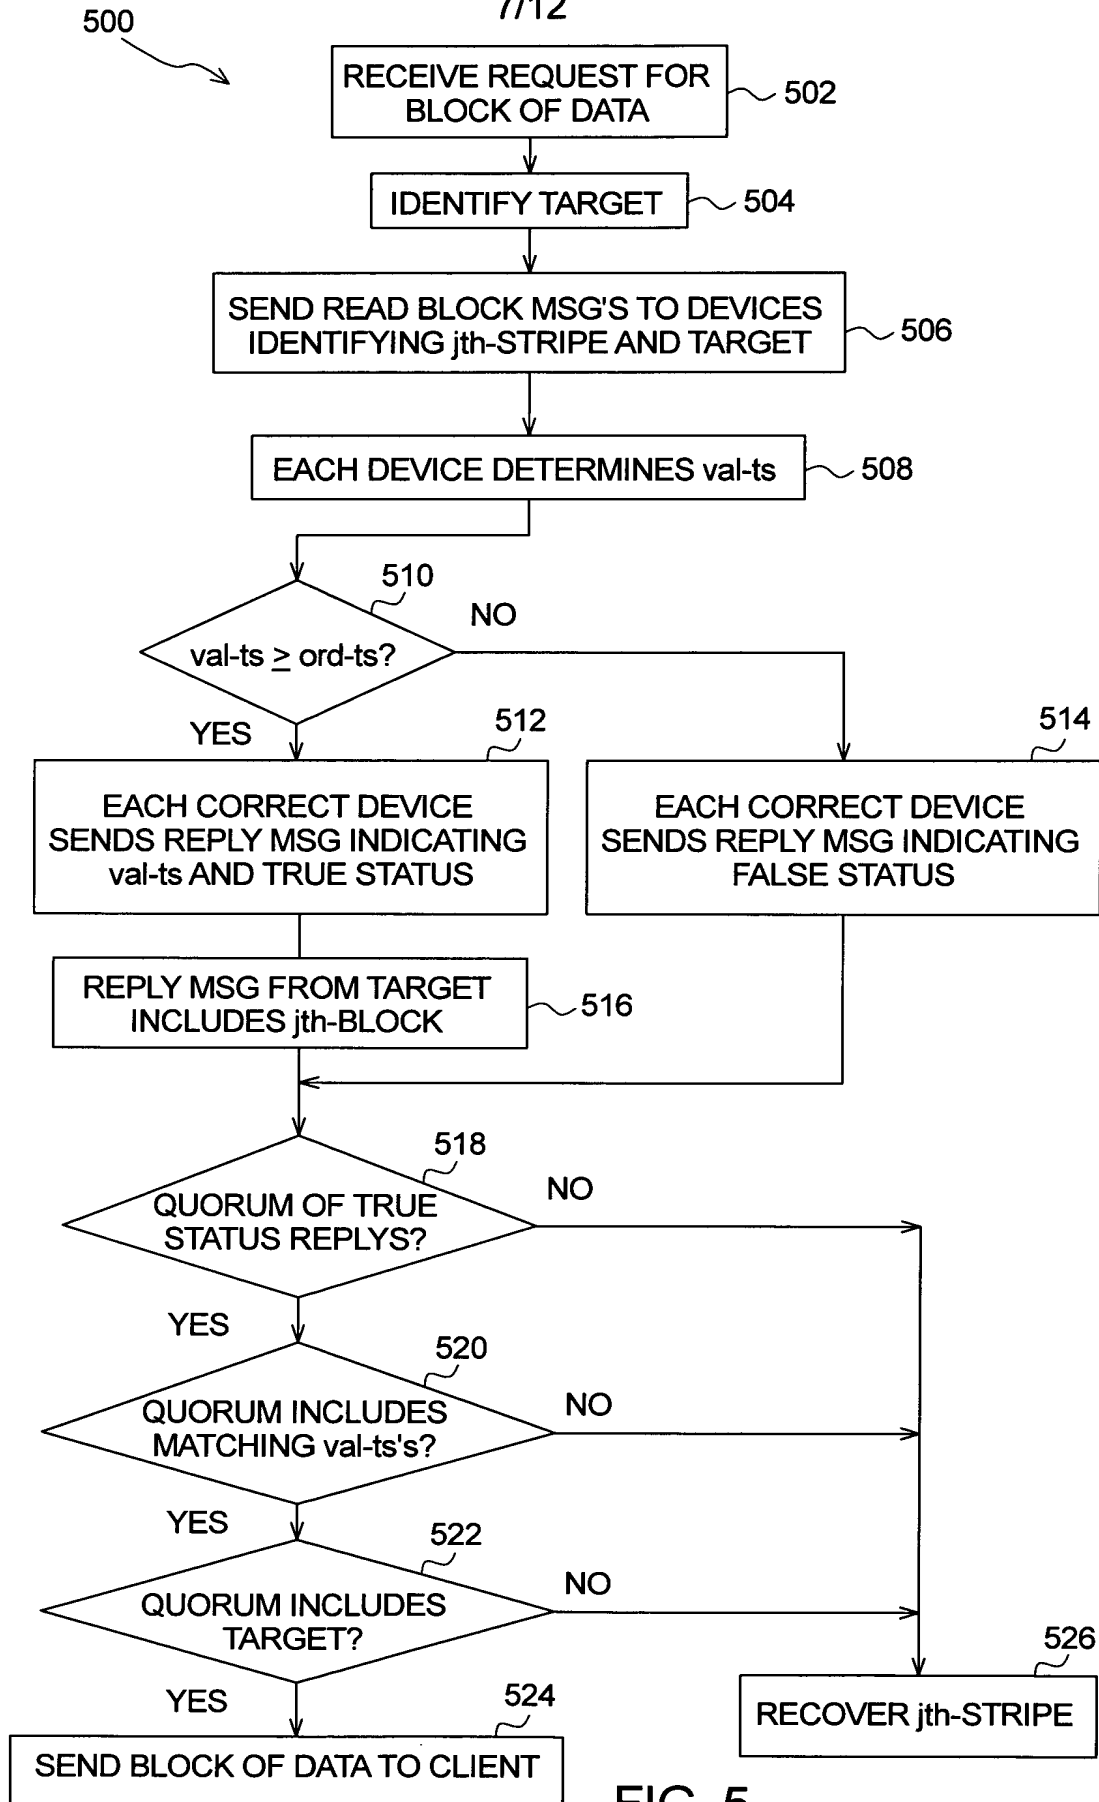 7/12
500
RECEIVE REQUEST FOR
BLOCK OF DATA
502
IDENTIFY TARGET
504
SEND READ BLOCK MSG'S TO DEVICES
IDENTIFYING jth-STRIPE AND TARGET
506
EACH DEVICE DETERMINES val-ts
508
510
val-ts ≥ ord-ts?
NO
YES
512
EACH CORRECT DEVICE
SENDS REPLY MSG INDICATING
val-ts AND TRUE STATUS
514
EACH CORRECT DEVICE
SENDS REPLY MSG INDICATING
FALSE STATUS
REPLY MSG FROM TARGET
INCLUDES jth-BLOCK
516
518
QUORUM OF TRUE
STATUS REPLYS?
NO
YES
520
QUORUM INCLUDES
MATCHING val-ts's?
NO
YES
522
QUORUM INCLUDES
TARGET?
NO
YES
524
SEND BLOCK OF DATA TO CLIENT
526
RECOVER jth-STRIPE
FIG. 5